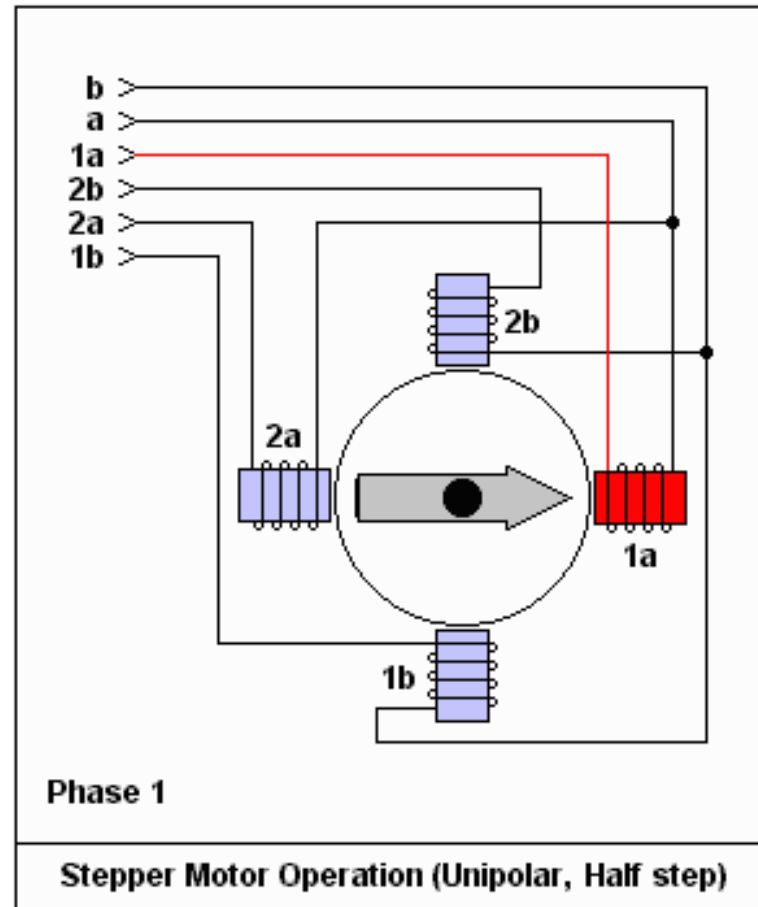 b
a
1a
2b
2a
1b
2b
2a
1a
1b
Phase 1
Stepper Motor Operation (Unipolar, Half step)